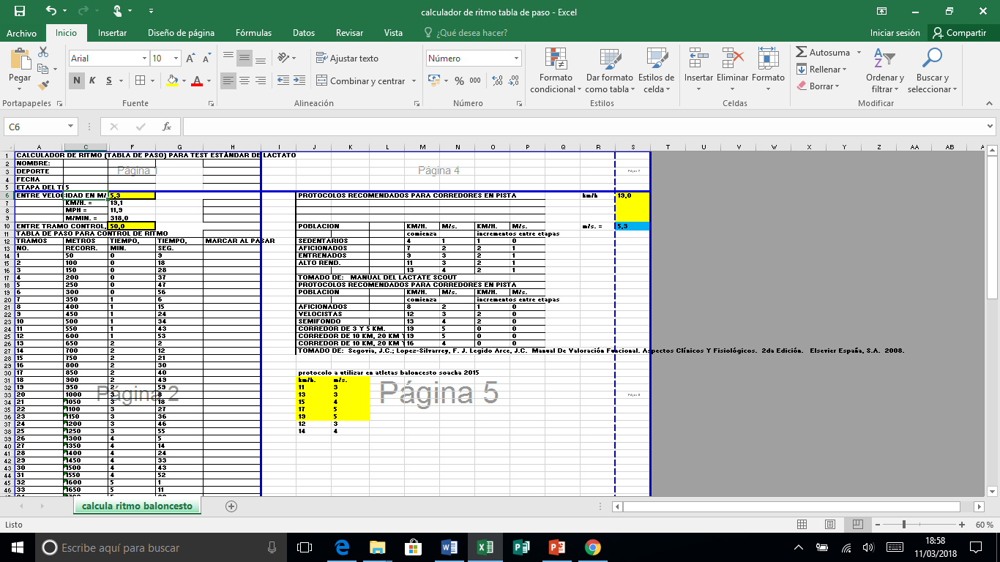 calculador de ritmo tabla de paso - Excel
Archivo Inicio Insertar Diseño de página Fórmulas Datos Revisar Vista ¿Qué desea hacer? Iniciar sesión Compartir
Pegar Arial 10 Ajustar texto Número Formato condicional Dar formato como tabla Estilos de celda Insertar Eliminar Formato Autosuma Rellenar Borrar Ordenar y filtrar Buscar y seleccionar
N K S Combinar y centrar % 000
Portapapeles Fuente Alineación Número Estilos Celdas Modificar
C6 fx
A C F G H I J K L M N O P Q R S T U V W X Y Z AA AB
1 CALCULADOR DE RITMO (TABLA DE PASO) PARA TEST ESTÁNDAR DE LACTATO
2 NOMBRE:
3 DEPORTE Página 1 Página 4
4 FECHA
5 ETAPA DEL T 5
6 ENTRE VELOCIDAD EN M/ 5,3 PROTOCOLOS RECOMENDADOS PARA CORREDORES EN PISTA km/h 19,0
7 KM/H. = 19,1
8 MPH = 11,9
9 M/MIN. = 318,0
10 ENTRE TRAMO CONTROL, 50,0 POBLACION KM/H. M/s. KM/H. M/s. m/s. = 5,3
11 TABLA DE PASO PARA CONTROL DE RITMO comienza incrementos entre etapas
12 TRAMOS METROS TIEMPO, TIEMPO, MARCAR AL PASAR SEDENTARIOS 4 1 1 0
13 NO. RECORR. MIN. SEG. AFICIONADOS 7 2 2 1
14 1 50 0 9 ENTRENADOS 9 3 2 1
15 2 100 0 18 ALTO REND. 11 3 2 1
16 3 150 0 28 13 4 2 1
17 4 200 0 37 TOMADO DE: MANUAL DEL LACTATE SCOUT
18 5 250 0 47 PROTOCOLOS RECOMENDADOS PARA CORREDORES EN PISTA
19 6 300 0 56 POBLACION KM/H. M/s. KM/H. M/s.
20 7 350 1 6 comienza incrementos entre etapas
21 8 400 1 15 AFICIONADOS 8 2 1 0
22 9 450 1 24 VELOCISTAS 12 3 2 0
23 10 500 1 34 SEMIFONDO 13 4 2 0
24 11 550 1 43 CORREDOR DE 3 Y 5 KM. 19 5 0 0
25 12 600 1 53 CORREDOR DE 10 KM, 20 KM Y 19 5 0 0
26 13 650 2 2 CORREDOR DE 10 KM, 20 KM Y 16 4 0 0
27 14 700 2 12 TOMADO DE: Segovia, J.C.; Lopez-Silvarrey, F. J. Legido Arce, J.C. Manual De Valoración Funcional. Aspectos Clínicos Y Fisiológicos. 2da Edición. Elsevier España, S.A. 2008.
28 15 750 2 21
29 16 800 2 30
30 17 850 2 40 protocolo a utilizar en atletas baloncesto soacha 2015
31 18 900 2 49 km/h. m/s.
32 19 950 2 59 11 3
33 20 1000 3 8 13 3 Página 2 Página 5
34 21 1050 3 18 15 4
35 22 1100 3 27 17 5
36 23 1150 3 36 19 5
37 24 1200 3 46 12 3
38 25 1250 3 55 14 4
39 26 1300 4 5
40 27 1350 4 14
41 28 1400 4 24
42 29 1450 4 33
43 30 1500 4 43
44 31 1550 4 52
45 32 1600 5 1
46 33 1650 5 11
calcula ritmo baloncesto
Listo 60 %
Escribe aquí para buscar 18:58
11/03/2018